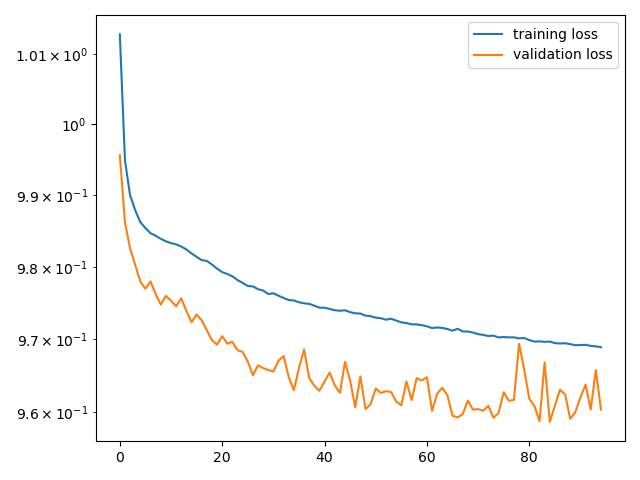 training loss
validation loss
1.01 × 10⁰
10⁰
9.9 × 10⁻¹
9.8 × 10⁻¹
9.7 × 10⁻¹
9.6 × 10⁻¹
0 20 40 60 80